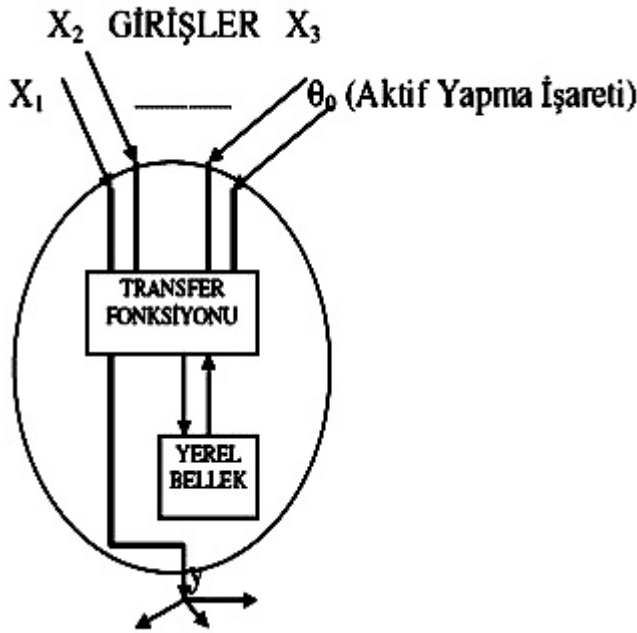 X₂ GİRİŞLER X₃
X₁ θ₀ (Aktif Yapma İşareti)
TRANSFER
FONKSİYONU
YEREL
BELLEK
y